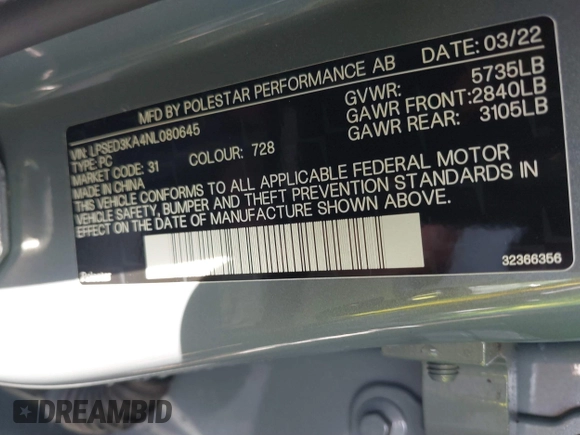 MFD BY POLESTAR PERFORMANCE AB DATE: 03/22
VIN: LPSED3KA4NL080645 GVWR: 5735LB
TYPE: PC GAWR FRONT: 2840LB
MARKET CODE: 31 COLOUR: 728 GAWR REAR: 3105LB
MADE IN CHINA
THIS VEHICLE CONFORMS TO ALL APPLICABLE FEDERAL MOTOR
VEHICLE SAFETY, BUMPER AND THEFT PREVENTION STANDARDS IN
EFFECT ON THE DATE OF MANUFACTURE SHOWN ABOVE.
Polestar 32366356
DREAMBID